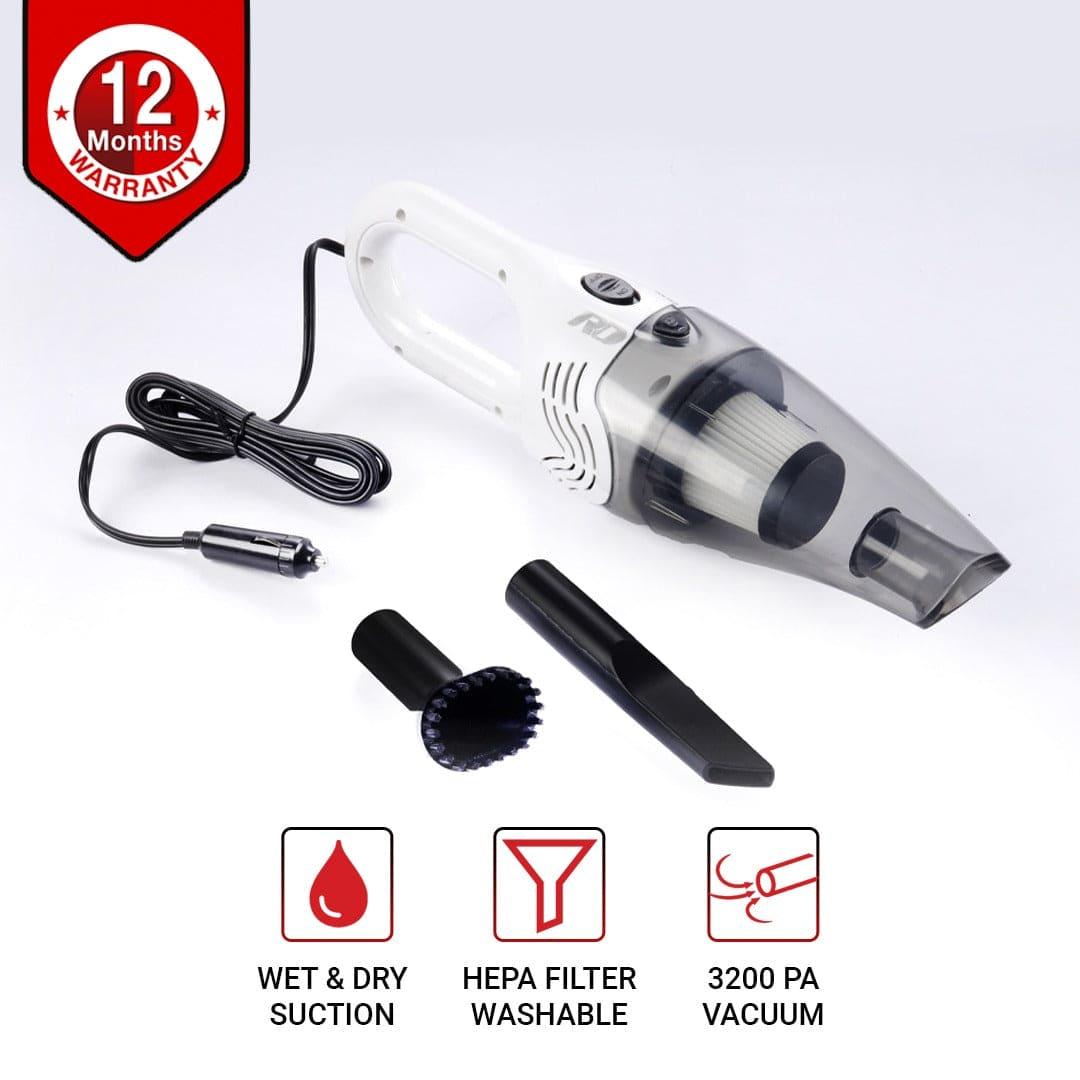 12
Months
WARRANTY
RD
WET & DRY
SUCTION
HEPA FILTER
WASHABLE
3200 PA
VACUUM